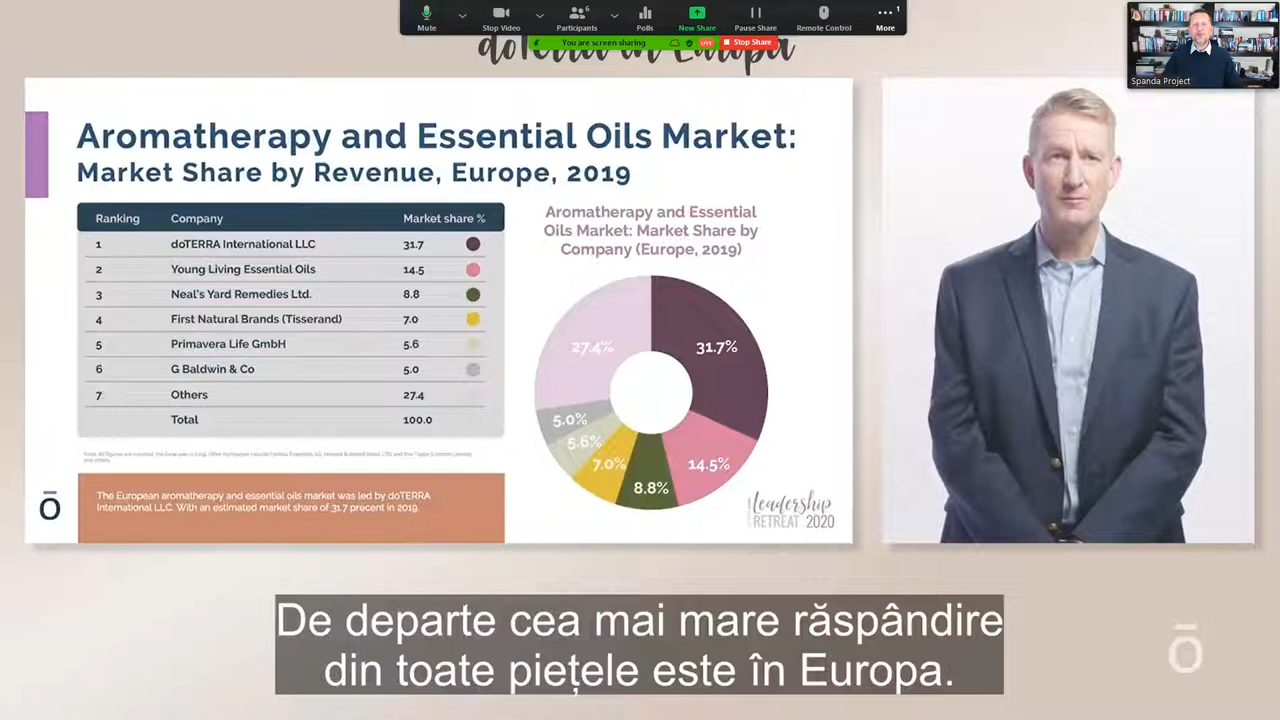 6
1
Mute
Stop Video
Participants
Polls
New Share
Pause Share
Remote Control
More
doTerra in Europa
You are screen sharing
LIVE
Stop Share
Spanda Project
Aromatherapy and Essential Oils Market:
Market Share by Revenue, Europe, 2019
Ranking Company Market share %
1 doTERRA International LLC 31.7
2 Young Living Essential Oils 14.5
3 Neal's Yard Remedies Ltd. 8.8
4 First Natural Brands (Tisserand) 7.0
5 Primavera Life GmbH 5.6
6 G Baldwin & Co 5.0
7 Others 27.4
Total 100.0
The European aromatherapy and essential oils market was led by doTERRA
International LLC. With an estimated market share of 31.7 precent in 2019.
Aromatherapy and Essential
Oils Market: Market Share by
Company (Europe, 2019)
27.4%
31.7%
5.0%
5.6%
7.0%
14.5%
8.8%
Leadership
RETREAT 2020
ō
De departe cea mai mare răspândire
din toate piețele este în Europa.
ō